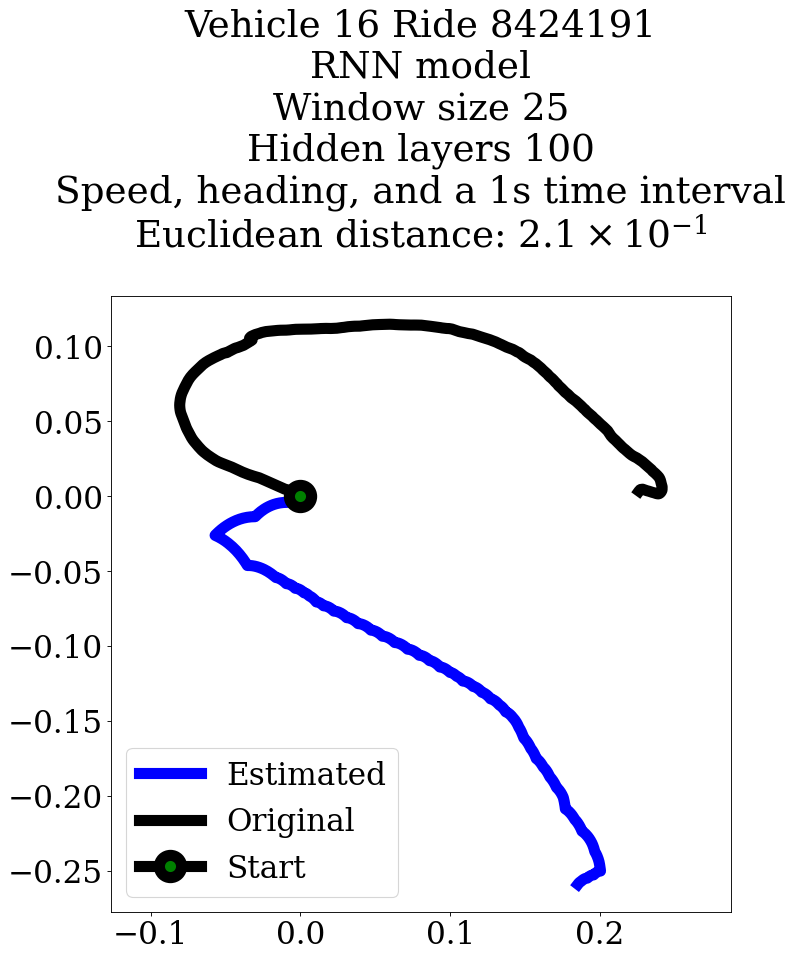 Vehicle 16 Ride 8424191
RNN model
Window size 25
Hidden layers 100
Speed, heading, and a 1s time interval
Euclidean distance: 2.1 × 10⁻¹
0.10
0.05
0.00
−0.05
−0.10
−0.15
−0.20
−0.25
Estimated
Original
Start
−0.1 0.0 0.1 0.2